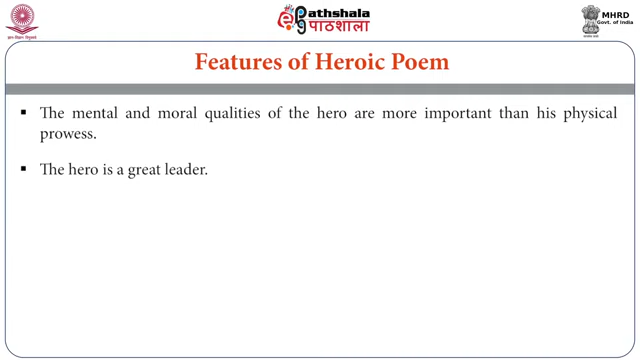 ePathshala
पाठशाला
MHRD
Govt. of India
Features of Heroic Poem
▪ The mental and moral qualities of the hero are more important than his physical
prowess.
▪ The hero is a great leader.